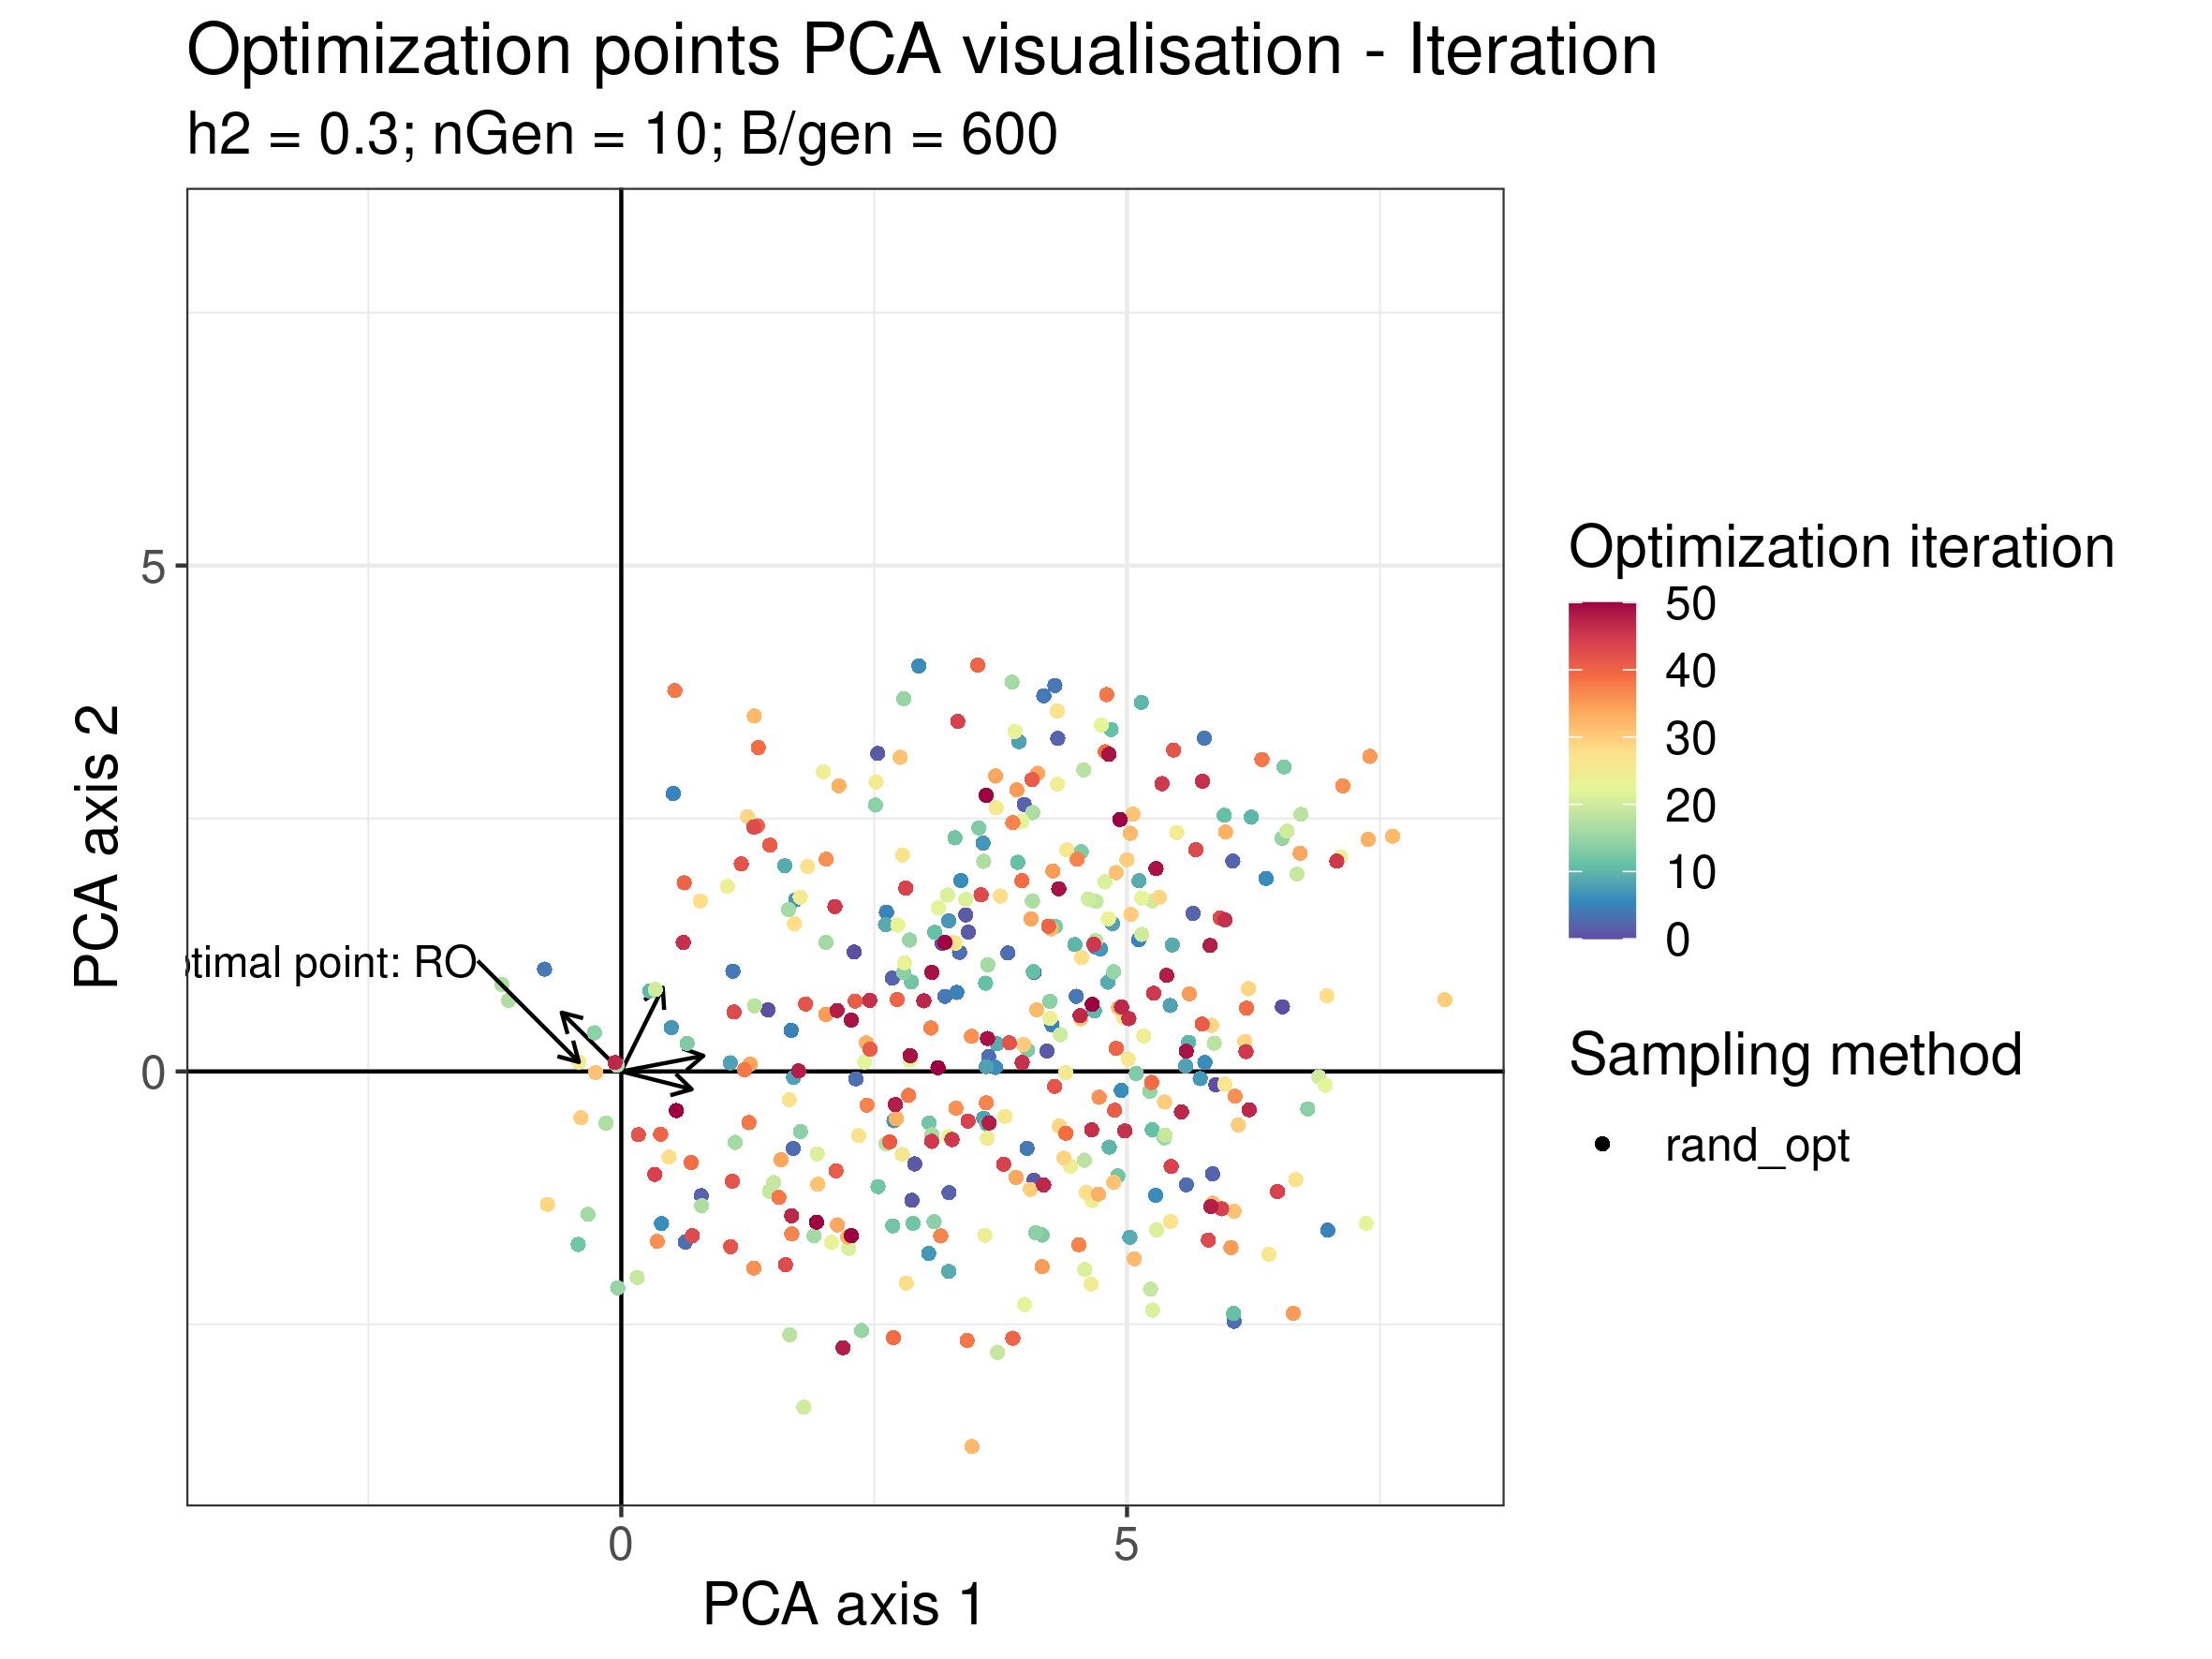 Optimization points PCA visualisation - Iteration
h2 = 0.3; nGen = 10; B/gen = 600
PCA axis 2
5
0
timal point: RO
0
5
PCA axis 1
Optimization iteration
50
40
30
20
10
0
Sampling method
rand_opt